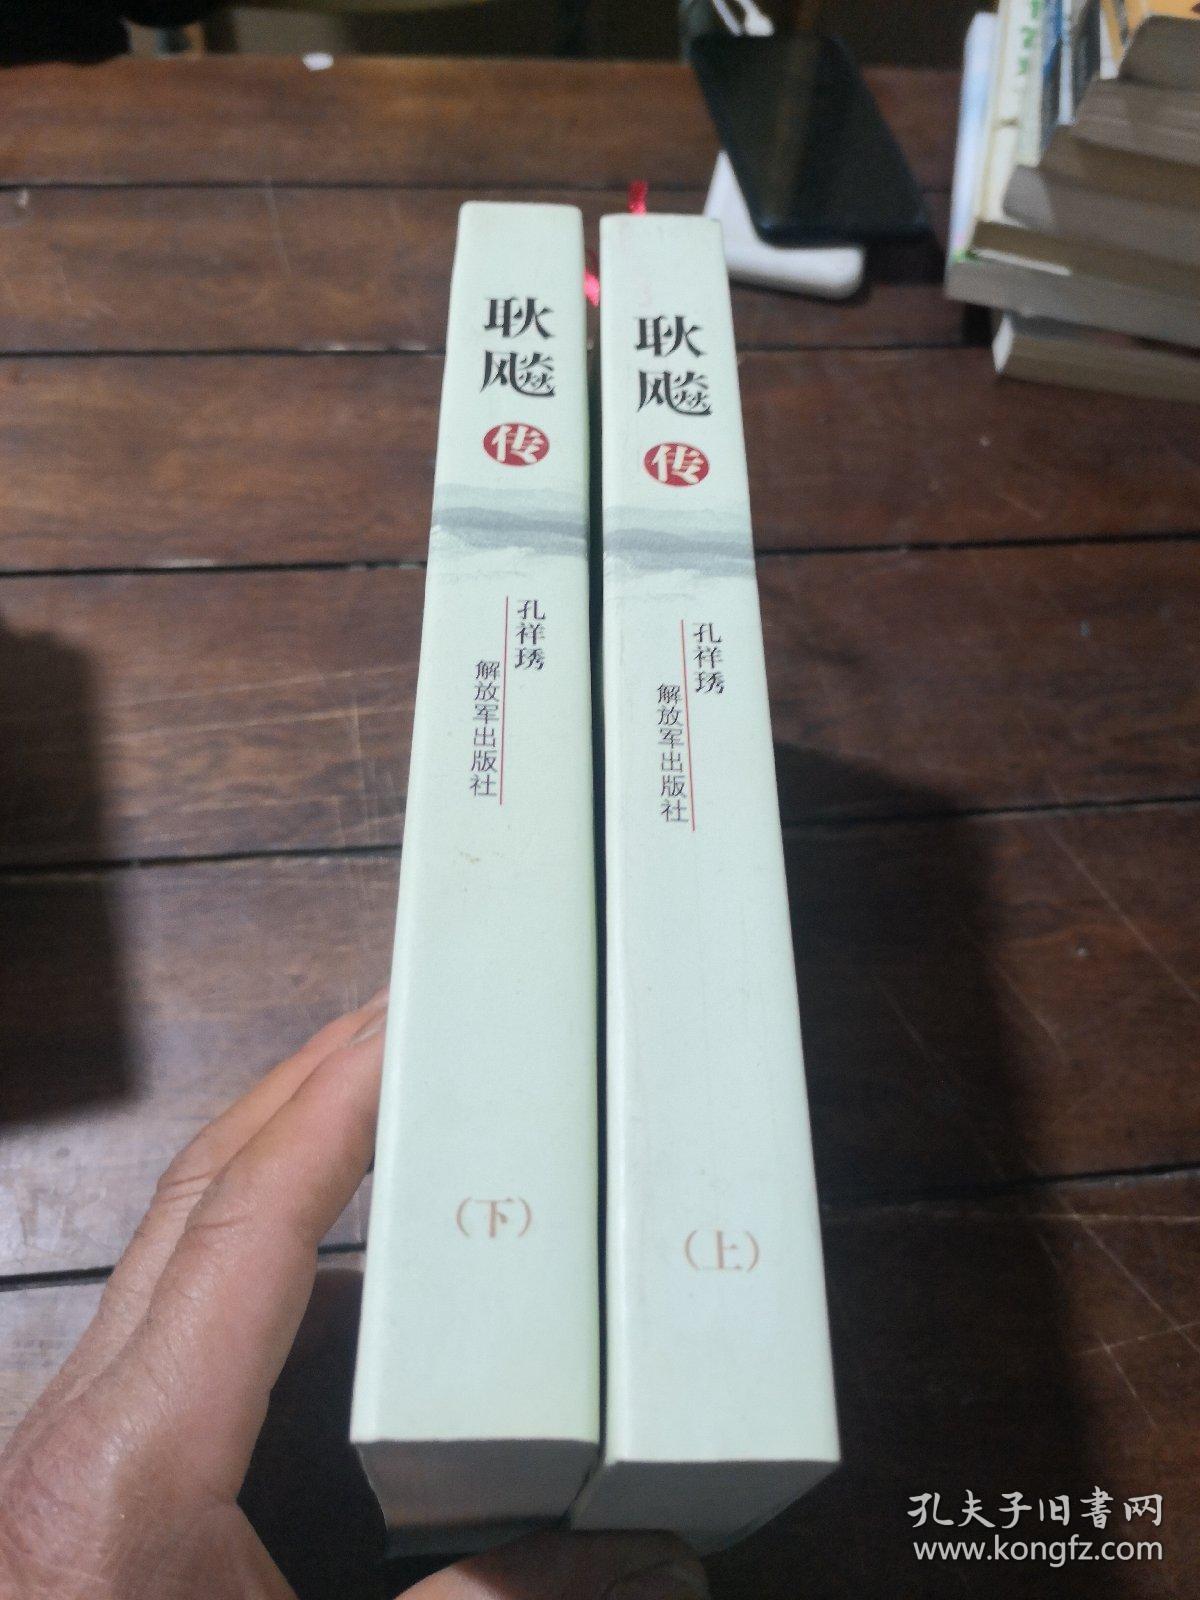 耿飚
传
孔祥琇
解放军出版社
（下）
耿飚
传
孔祥琇
解放军出版社
（上）
孔夫子旧書网
www.kongfz.com